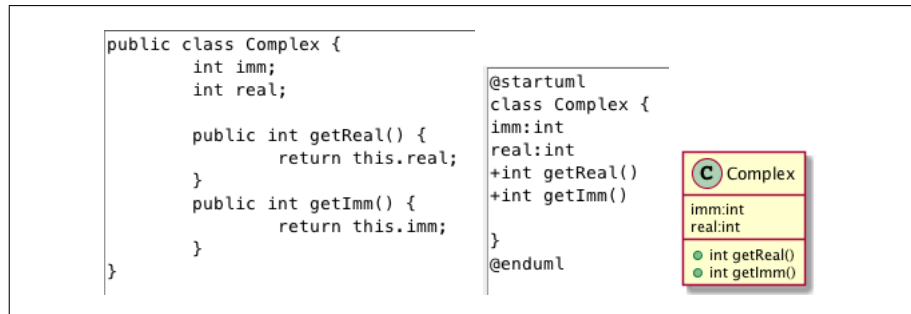 public class Complex {
int imm;
int real;
public int getReal() {
return this.real;
}
public int getImm() {
return this.imm;
}
}
@startuml
class Complex {
imm:int
real:int
+int getReal()
+int getImm()
}
@enduml
C Complex
imm:int
real:int
int getReal()
int getImm()